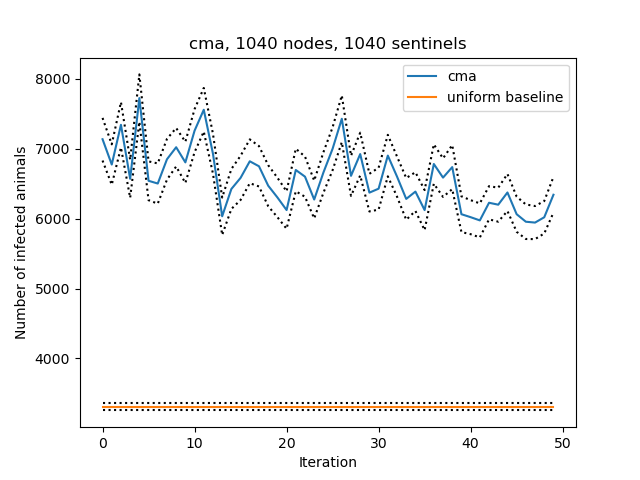 cma, 1040 nodes, 1040 sentinels
cma
uniform baseline
Number of infected animals
8000
7000
6000
5000
4000
0 10 20 30 40 50
Iteration